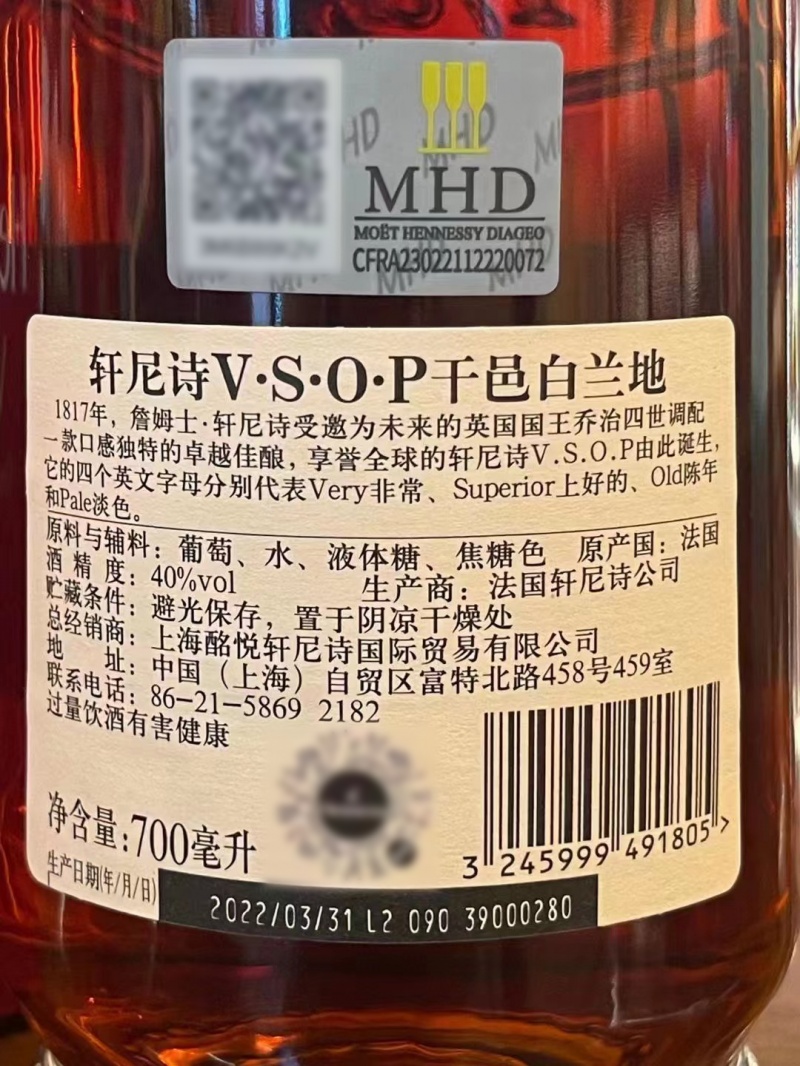 MHD
MOËT HENNESSY DIAGEO
CFRA23022112220072
轩尼诗V·S·O·P干邑白兰地
1817年，詹姆士·轩尼诗受邀为未来的英国国王乔治四世调配
一款口感独特的卓越佳酿，享誉全球的轩尼诗V.S.O.P由此诞生，
它的四个英文字母分别代表Very非常、Superior上好的、Old陈年
和Pale淡色。
原料与辅料：葡萄、水、液体糖、焦糖色 原产国：法国
酒 精 度：40%vol 生产商：法国轩尼诗公司
贮藏条件：避光保存，置于阴凉干燥处
总经销商：上海酩悦轩尼诗国际贸易有限公司
地 址：中国（上海）自贸区富特北路458号459室
联系电话：86-21-5869 2182
过量饮酒有害健康
净含量:700毫升
3 245999 491805 >
生产日期(年/月/日)
2022/03/31 L2 090 39000280